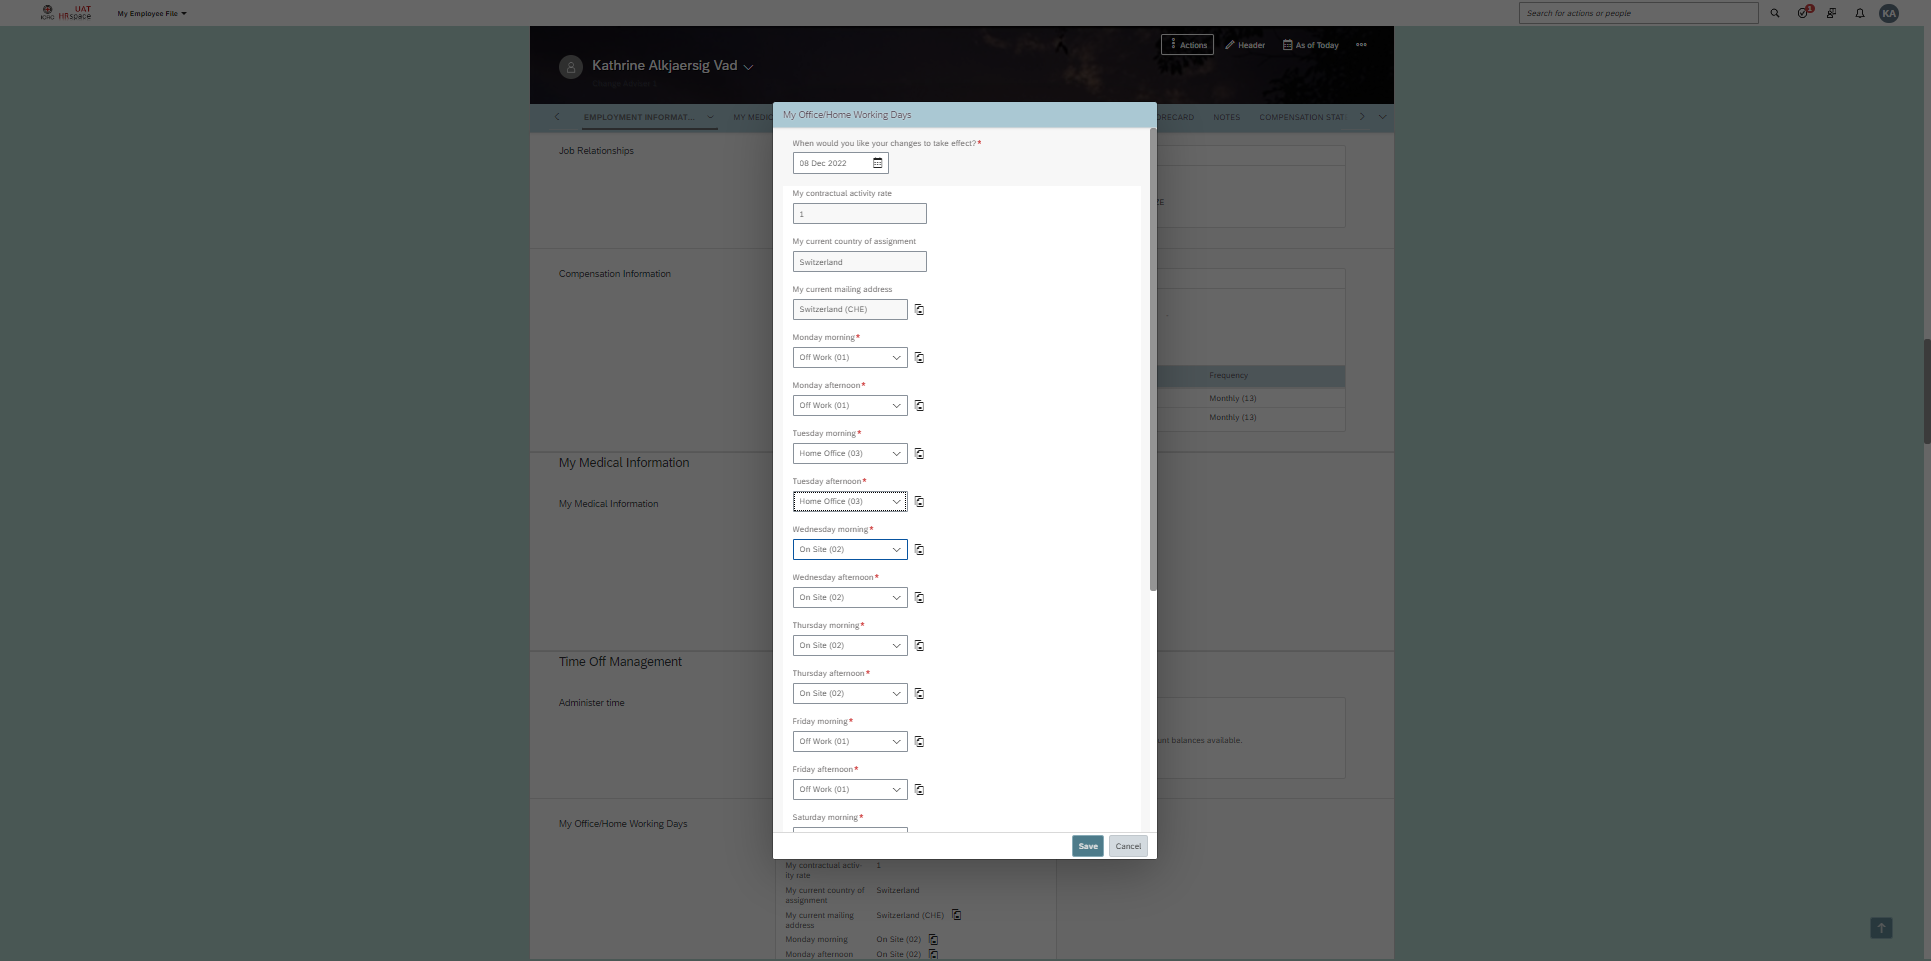 ICRC
UAT
HRspace
My Employee File
Search for actions or people
1
KA
Actions
Header
As of Today
Kathrine Alkjaersig Vad
EMPLOYMENT INFORMAT...
MY MEDIC
ORECARD
NOTES
COMPENSATION STAT
My Office/Home Working Days
When would you like your changes to take effect?*
08 Dec 2022
My contractual activity rate
1
My current country of assignment
Switzerland
My current mailing address
Switzerland (CHE)
Monday morning*
Off Work (01)
Monday afternoon*
Off Work (01)
Tuesday morning*
Home Office (03)
Tuesday afternoon*
Home Office (03)
Wednesday morning*
On Site (02)
Wednesday afternoon*
On Site (02)
Thursday morning*
On Site (02)
Thursday afternoon*
On Site (02)
Friday morning*
Off Work (01)
Friday afternoon*
Off Work (01)
Saturday morning*
Save
Cancel
Job Relationships
Compensation Information
Frequency
Monthly (13)
Monthly (13)
My Medical Information
My Medical Information
Time Off Management
Administer time
unt balances available.
My Office/Home Working Days
My contractual activ-
ity rate
1
My current country of
assignment
Switzerland
My current mailing
address
Switzerland (CHE)
Monday morning
On Site (02)
Monday afternoon
On Site (02)